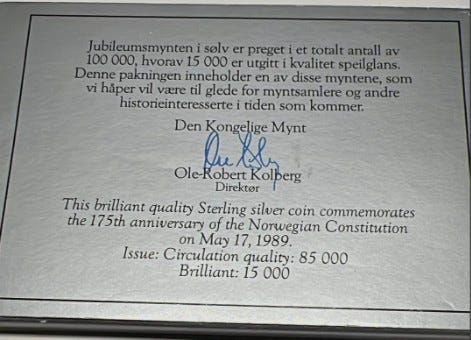 Jubileumsmynten i sølv er preget i et totalt antall av
100 000, hvorav 15 000 er utgitt i kvalitet speilglans.
Denne pakningen inneholder en av disse myntene, som
vi håper vil være til glede for myntsamlere og andre
historieinteresserte i tiden som kommer.
Den Kongelige Mynt
Ole-Robert Kolberg
Direktør
This brilliant quality Sterling silver coin commemorates
the 175th anniversary of the Norwegian Constitution
on May 17, 1989.
Issue: Circulation quality: 85 000
Brilliant: 15 000